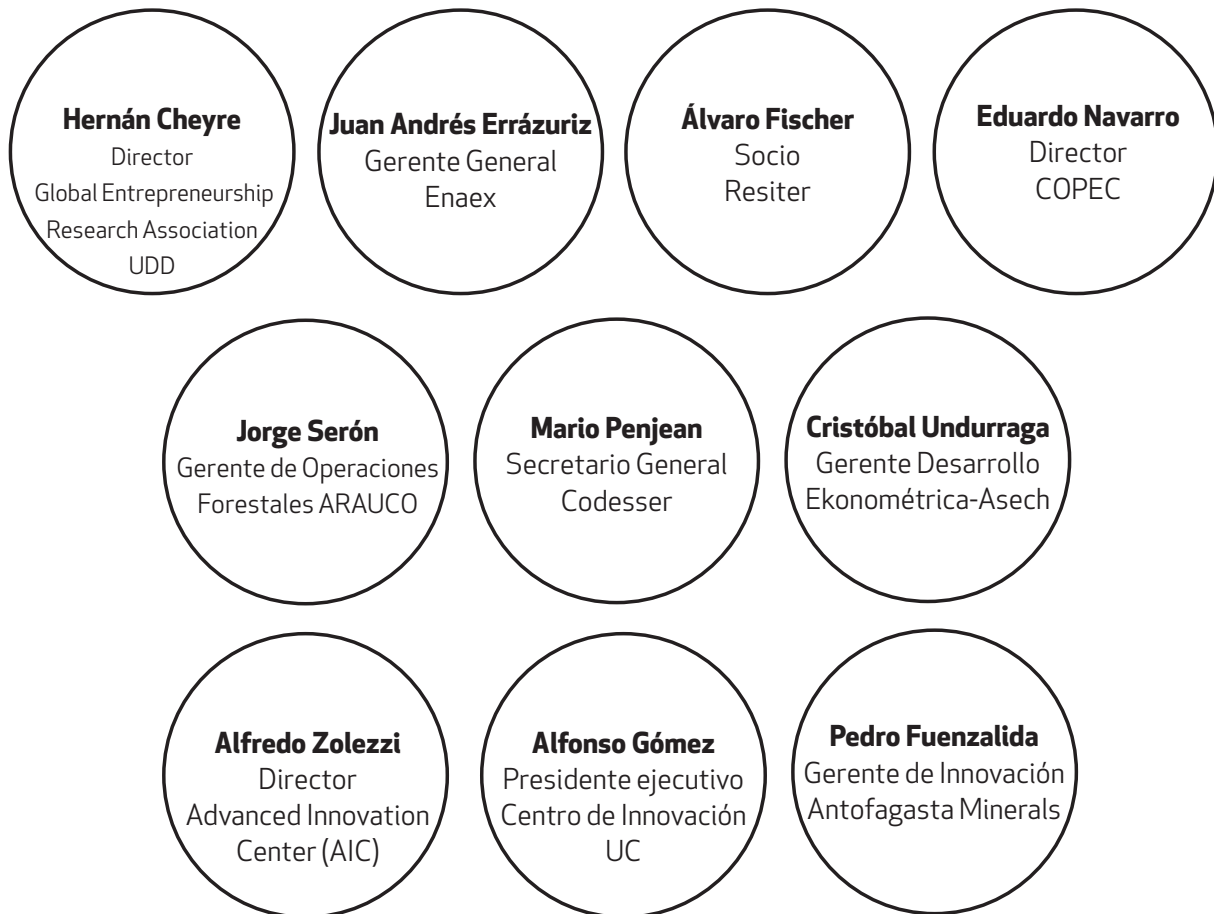 Hernán Cheyre
Director
Global Entrepreneurship
Research Association
UDD
Juan Andrés Errázuriz
Gerente General
Enaex
Álvaro Fischer
Socio
Resiter
Eduardo Navarro
Director
COPEC
Jorge Serón
Gerente de Operaciones
Forestales ARAUCO
Mario Penjean
Secretario General
Codesser
Cristóbal Undurraga
Gerente Desarrollo
Ekonométrica-Asech
Alfredo Zolezzi
Director
Advanced Innovation
Center (AIC)
Alfonso Gómez
Presidente ejecutivo
Centro de Innovación
UC
Pedro Fuenzalida
Gerente de Innovación
Antofagasta Minerals